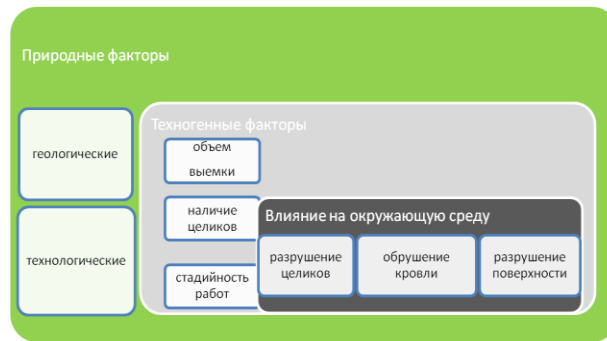 Природные факторы
геологические
технологические
Техногенные факторы
объем
выемки
наличие
целиков
стадийность
работ
Влияние на окружающую среду
разрушение
целиков
обрушение
кровли
разрушение
поверхности